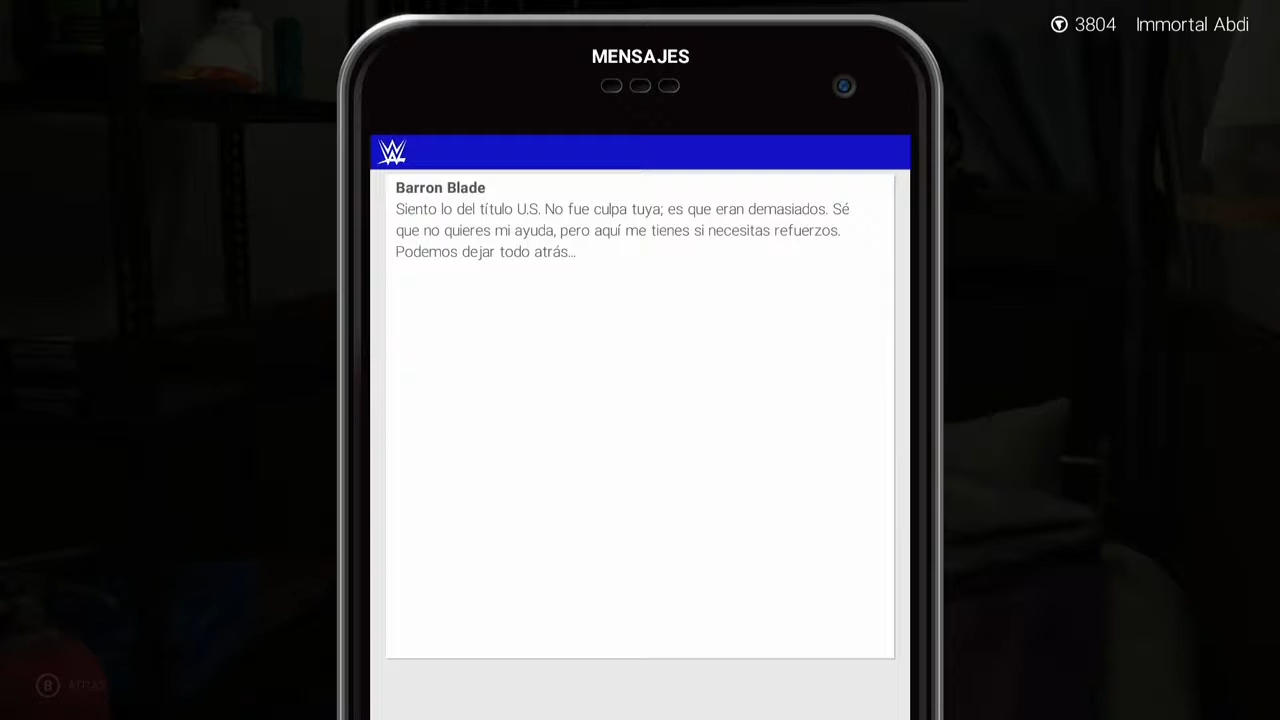 3804 Immortal Abdi
MENSAJES
Barron Blade
Siento lo del título U.S. No fue culpa tuya; es que eran demasiados. Sé
que no quieres mi ayuda, pero aquí me tienes si necesitas refuerzos.
Podemos dejar todo atrás...
B ATRÁS